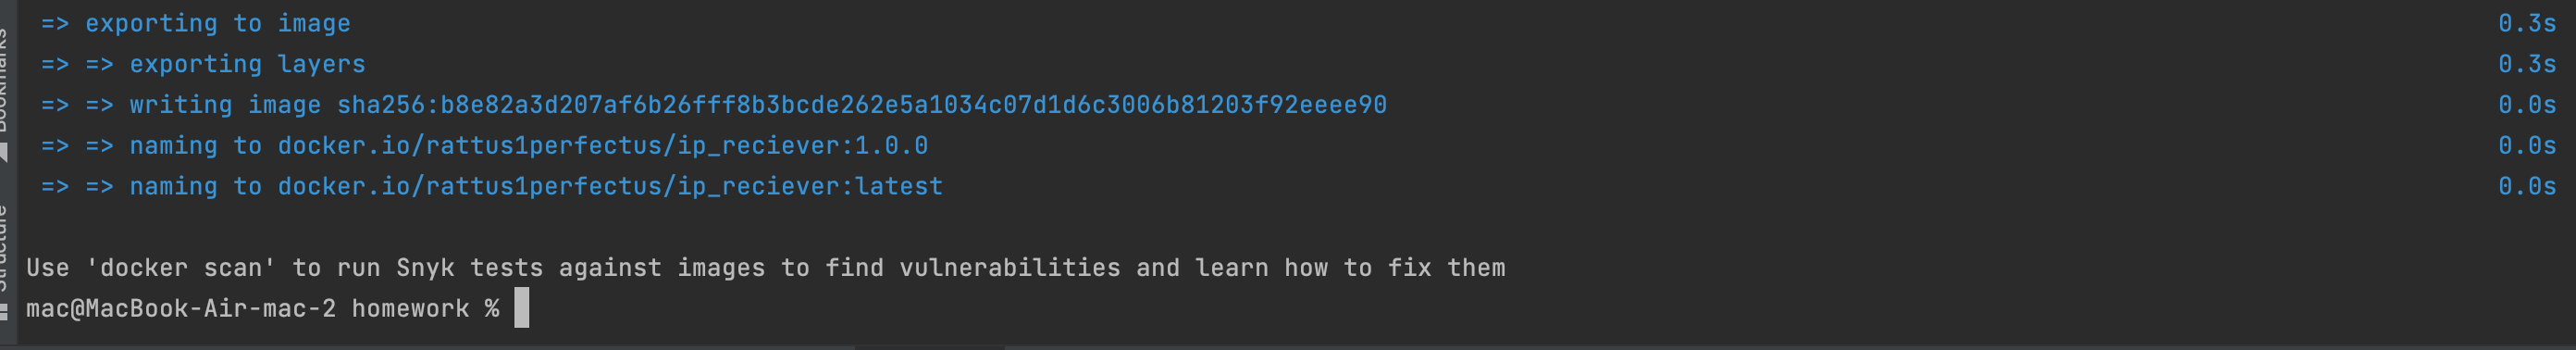 => exporting to image 0.3s
=> => exporting layers 0.3s
=> => writing image sha256:b8e82a3d207af6b26fff8b3bcde262e5a1034c07d1d6c3006b81203f92eeee90 0.0s
=> => naming to docker.io/rattus1perfectus/ip_reciever:1.0.0 0.0s
=> => naming to docker.io/rattus1perfectus/ip_reciever:latest 0.0s
Use 'docker scan' to run Snyk tests against images to find vulnerabilities and learn how to fix them
mac@MacBook-Air-mac-2 homework %
Bookmarks
Structure